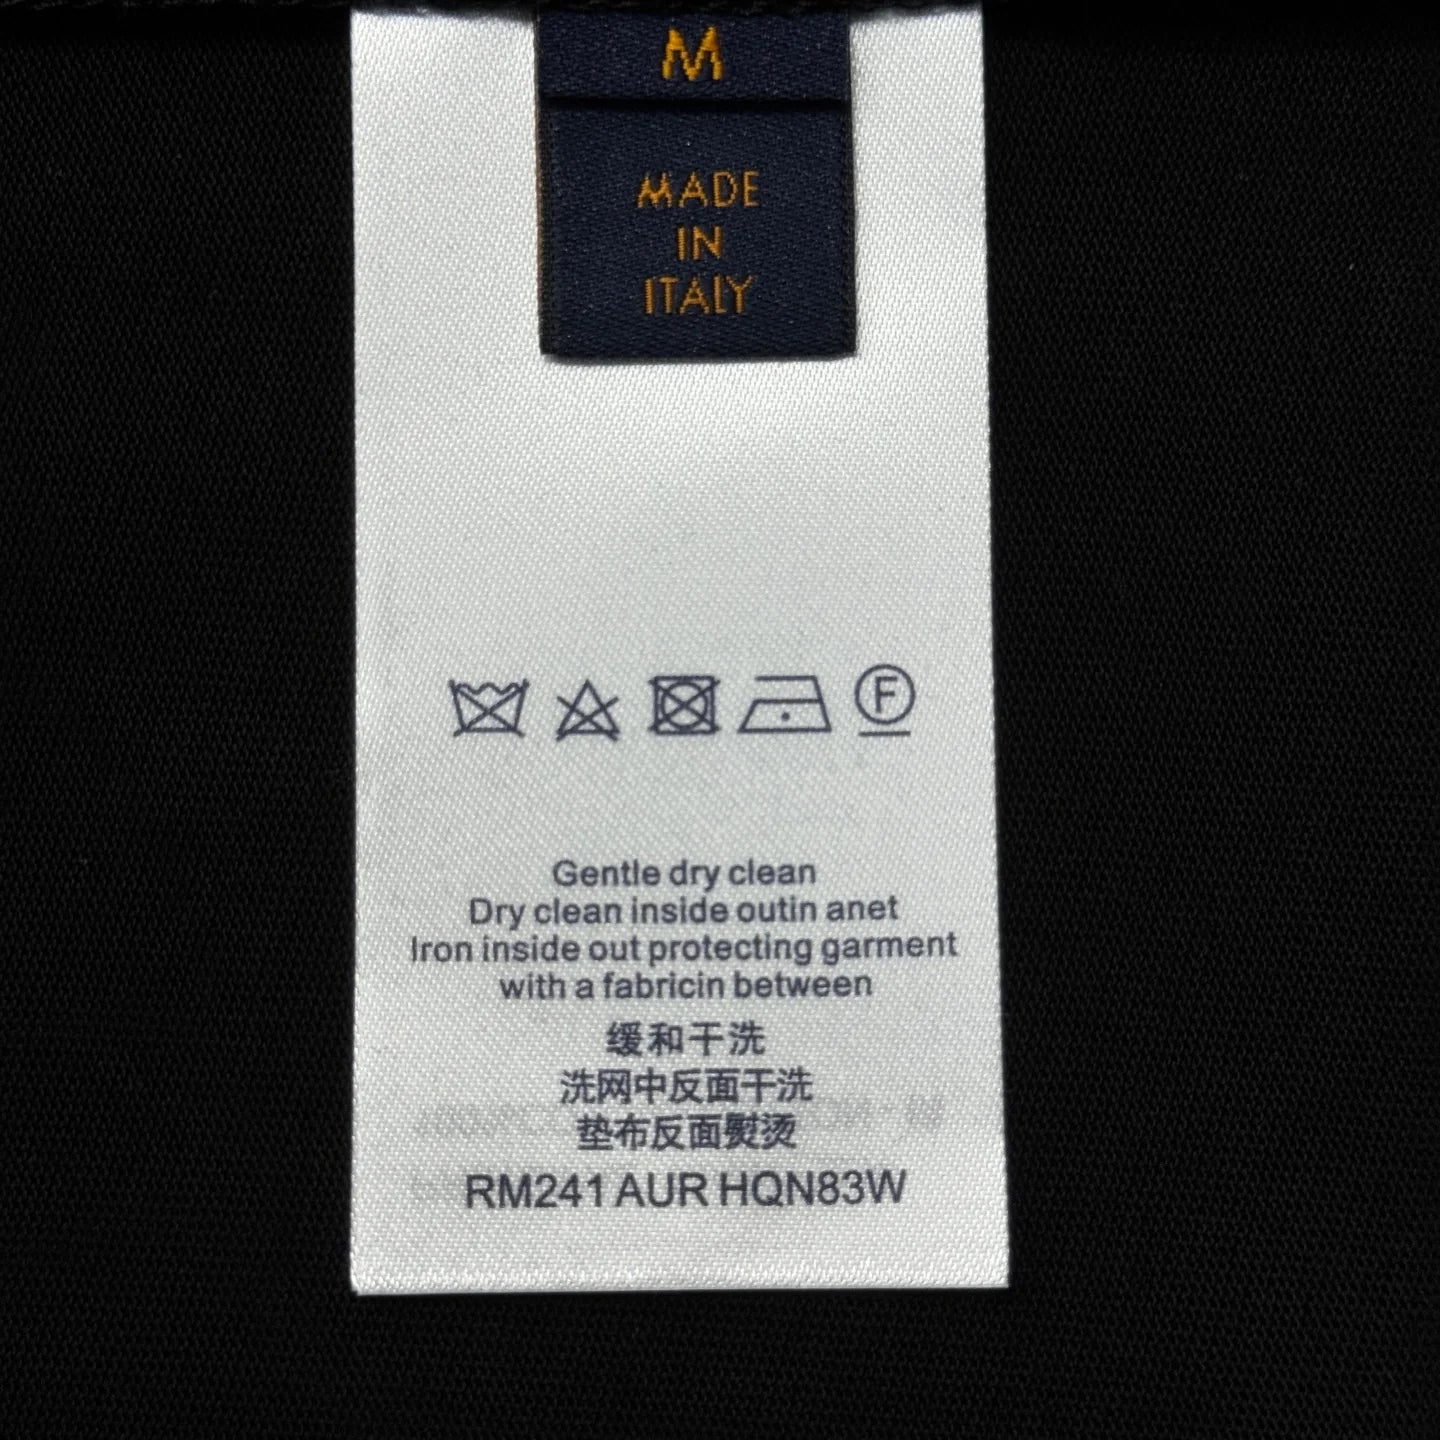 M
MADE
IN
ITALY
F
Gentle dry clean
Dry clean inside outin anet
Iron inside out protecting garment
with a fabricin between
缓和干洗
洗网中反面干洗
垫布反面熨烫
RM241 AUR HQN83W